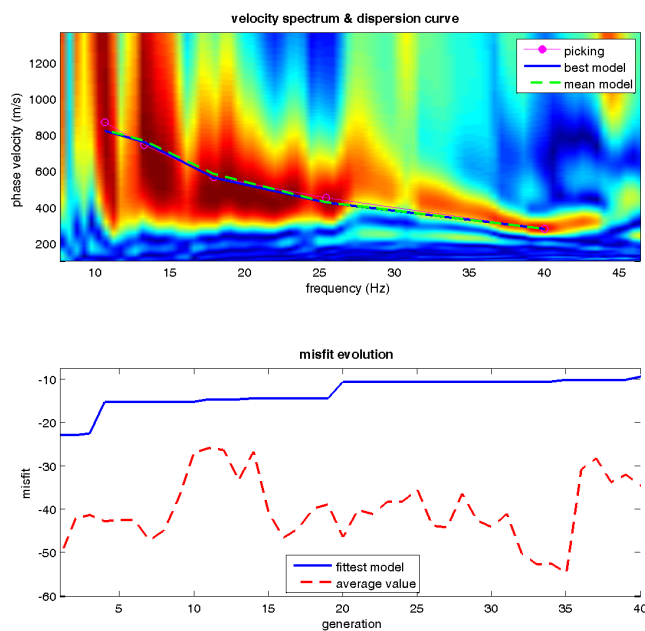 velocity spectrum & dispersion curve
phase velocity (m/s)
1200
1000
800
600
400
200
picking
best model
mean model
10 15 20 25 30 35 40 45
frequency (Hz)
misfit evolution
misfit
-10
-20
-30
-40
-50
-60
fittest model
average value
5 10 15 20 25 30 35 40
generation